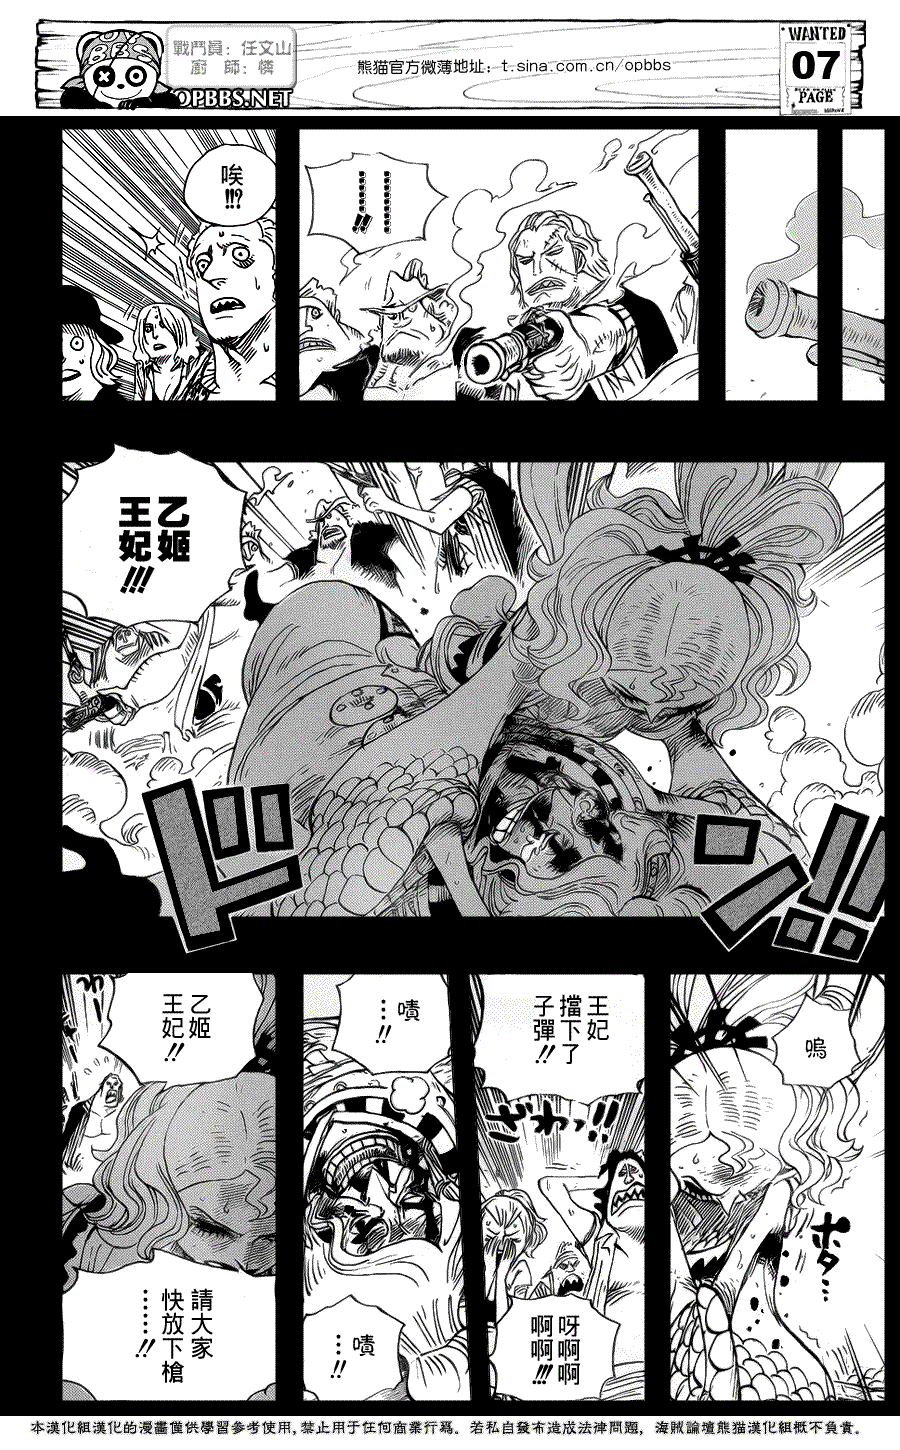 戰鬥員：任文山
廚　師：憐
OPBBS.NET
熊猫官方微薄地址：t.sina.com.cn/opbbs
WANTED
07
PAGE
…………!!
唉
!!!?
乙姬
王妃
!!!
ドン!!
嗚
ホタ…
王妃
擋下了
子彈!!
ざわっ!!
呀啊啊
啊啊!!!
嘖
…!!
嘖
…!!
わっ
乙姬
王妃!!
請大家
快放下槍
……!!
本漢化組漢化的漫畫僅供學習參考使用,禁止用于任何商業行爲。若私自發布造成法律問題，海賊論壇熊猫漢化組概不負責。